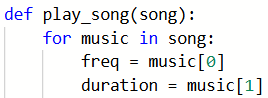 def play_song(song):
    for music in song:
        freq = music[0]
        duration = music[1]